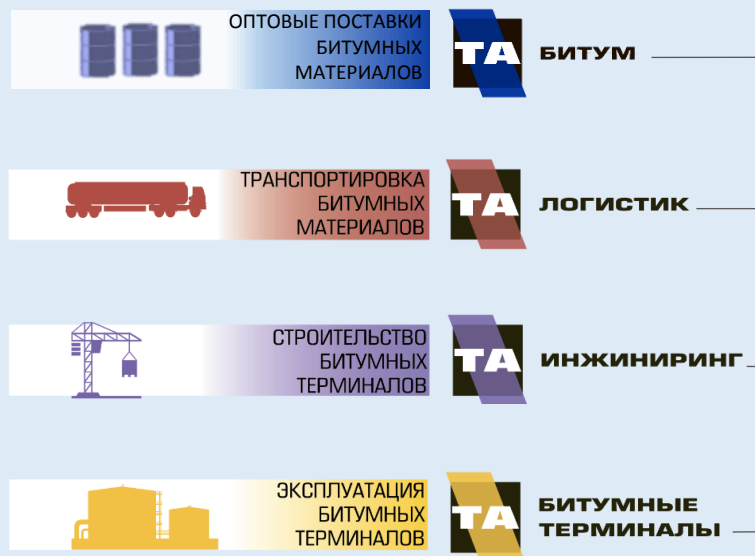 ОПТОВЫЕ ПОСТАВКИ
БИТУМНЫХ
МАТЕРИАЛОВ
ТА
БИТУМ
ТРАНСПОРТИРОВКА
БИТУМНЫХ
МАТЕРИАЛОВ
ТА
ЛОГИСТИК
СТРОИТЕЛЬСТВО
БИТУМНЫХ
ТЕРМИНАЛОВ
ТА
ИНЖИНИРИНГ
ЭКСПЛУАТАЦИЯ
БИТУМНЫХ
ТЕРМИНАЛОВ
ТА
БИТУМНЫЕ
ТЕРМИНАЛЫ